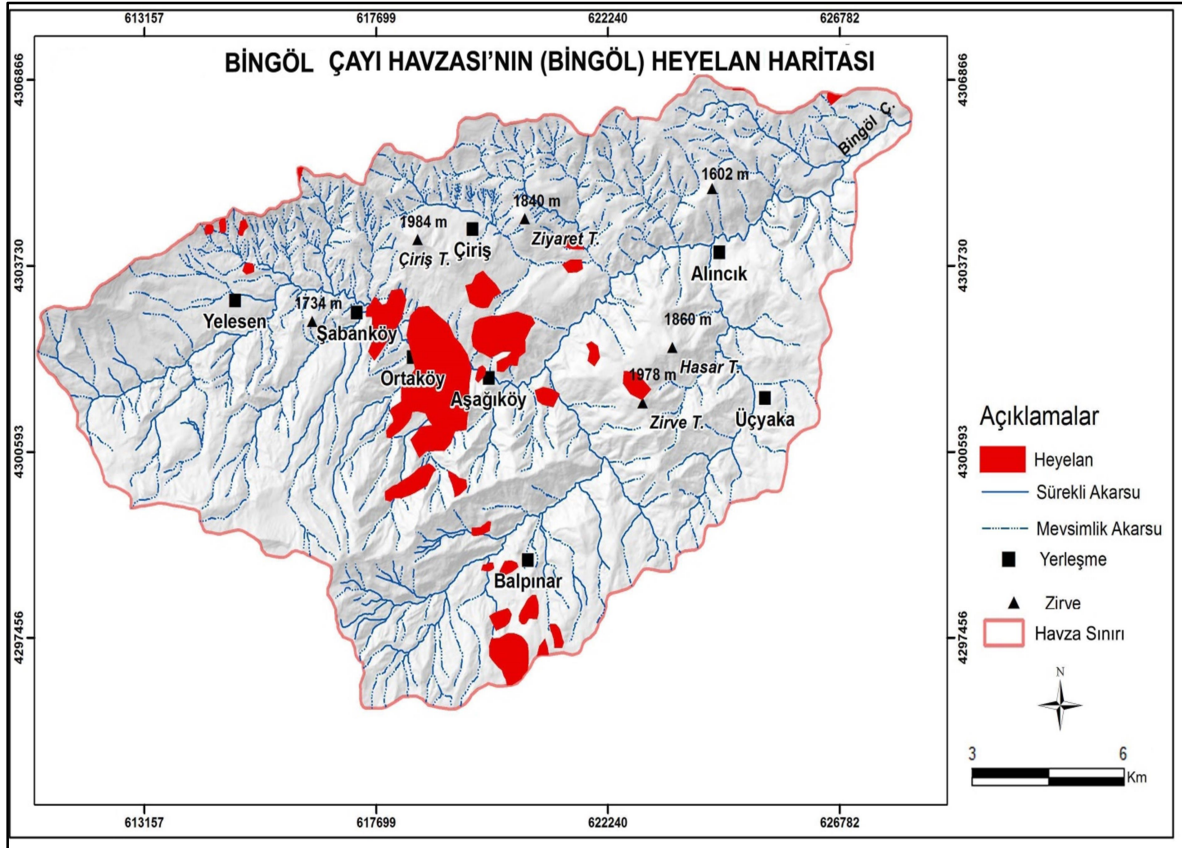 613157 617699 622240 626782
BİNGÖL ÇAYI HAVZASI'NIN (BİNGÖL) HEYELAN HARİTASI
4306866 4306866
Bingöl Ç.
1602 m
1840 m
Ziyaret T.
1984 m
Çiriş T.
Çiriş
Alıncık
4303730 4303730
Yelesen
1734 m
Şabanköy
1860 m
Hasar T.
Ortaköy
1978 m
Zirve T.
Aşağıköy
Üçyaka
4300593 4300593
Balpınar
4297456 4297456
Açıklamalar
Heyelan
Sürekli Akarsu
Mevsimlik Akarsu
Yerleşme
Zirve
Havza Sınırı
N
3 6
Km
613157 617699 622240 626782